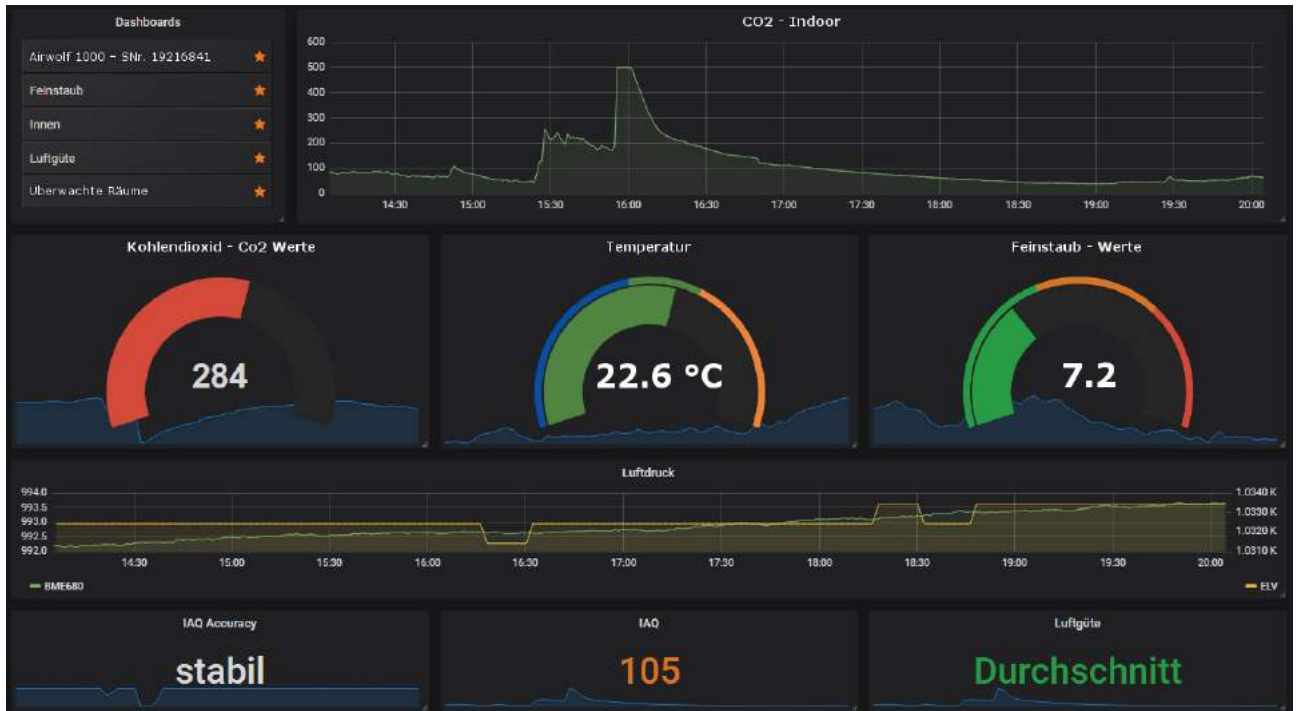 Dashboards
Airwolf 1000 - SNr. 19216841
Feinstaub
Innen
Luftgüte
Überwachte Räume
CO2 - Indoor
600
500
400
300
200
100
0
14:30 15:00 15:30 16:00 16:30 17:00 17:30 18:00 18:30 19:00 19:30 20:00
Kohlendioxid - Co2 Werte
284
Temperatur
22.6 °C
Feinstaub - Werte
7.2
Luftdruck
994.0 1.0340 K
993.5 1.0330 K
993.0 1.0320 K
992.5 1.0310 K
992.0
14:30 15:00 15:30 16:00 16:30 17:00 17:30 18:00 18:30 19:00 19:30 20:00
BME680 ELV
IAQ Accuracy
stabil
IAQ
105
Luftgüte
Durchschnitt